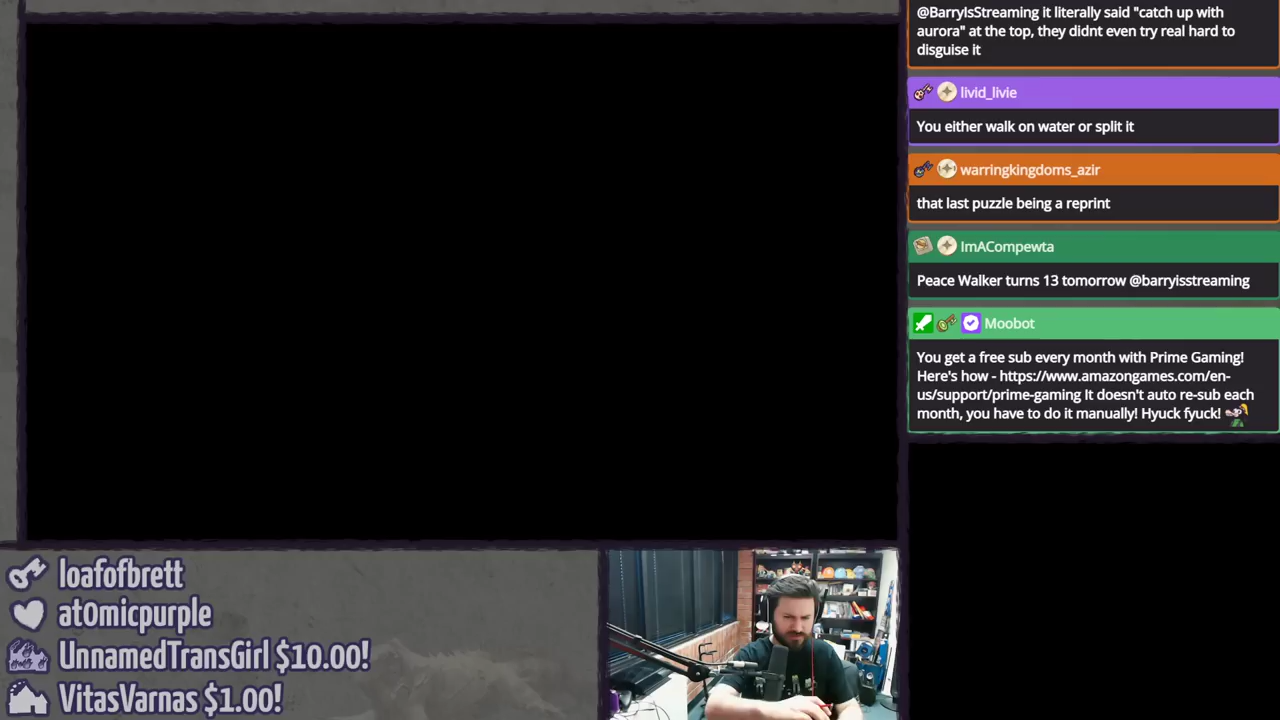 @BarryIsStreaming it literally said "catch up with
aurora" at the top, they didnt even try real hard to
disguise it
livid_livie
You either walk on water or split it
warringkingdoms_azir
that last puzzle being a reprint
ImACompewta
Peace Walker turns 13 tomorrow @barryisstreaming
Moobot
You get a free sub every month with Prime Gaming!
Here's how - https://www.amazongames.com/en-
us/support/prime-gaming It doesn't auto re-sub each
month, you have to do it manually! Hyuck fyuck!
loafofbrett
at0micpurple
UnnamedTransGirl $10.00!
VitasVarnas $1.00!